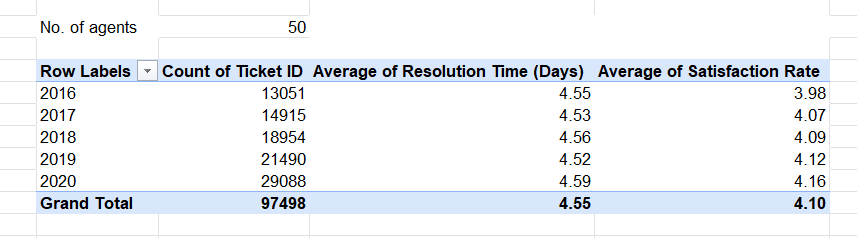 No. of agents 50
Row Labels Count of Ticket ID Average of Resolution Time (Days) Average of Satisfaction Rate
2016 13051 4.55 3.98
2017 14915 4.53 4.07
2018 18954 4.56 4.09
2019 21490 4.52 4.12
2020 29088 4.59 4.16
Grand Total 97498 4.55 4.10